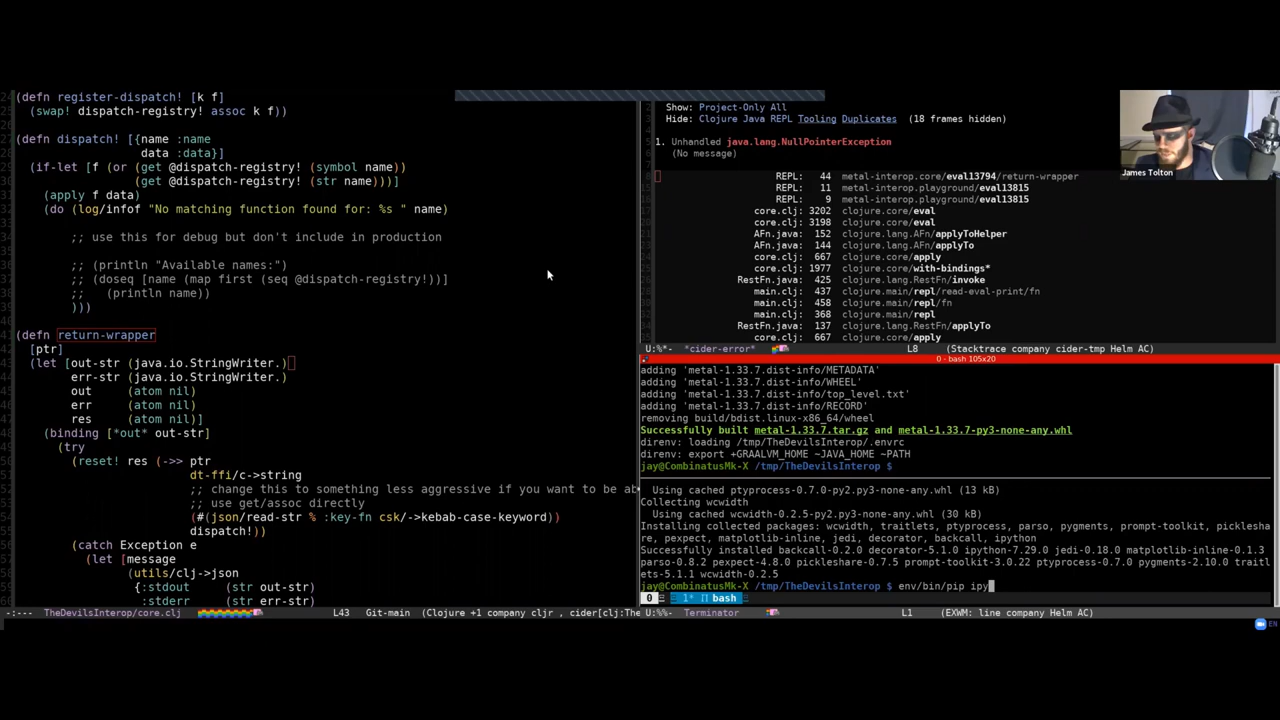 (defn register-dispatch! [k f]
(swap! dispatch-registry! assoc k f))
(defn dispatch! [{name :name
data :data}]
(if-let [f (or (get @dispatch-registry! (symbol name))
(get @dispatch-registry! (str name)))]
(apply f data)
(do (log/infof "No matching function found for: %s " name)
;; use this for debug but don't include in production
;; (println "Available names:")
;; (doseq [name (map first (seq @dispatch-registry!))]
;; (println name))
)))
(defn return-wrapper
[ptr]
(let [out-str (java.io.StringWriter.)
err-str (java.io.StringWriter.)
out (atom nil)
err (atom nil)
res (atom nil)]
(binding [*out* out-str]
(try
(reset! res (->> ptr
dt-ffi/c->string
;; change this to something less aggressive if you want to be ab
;; use get/assoc directly
(#(json/read-str % :key-fn csk/->kebab-case-keyword))
dispatch!))
(catch Exception e
(let [message
(utils/clj->json
{:stdout (str out-str)
:stderr (str err-str)
-:--- TheDevilsInterop/core.clj L43 Git-main (Clojure +1 company cljr , cider[clj:The
Show: Project-Only All
Hide: Clojure Java REPL Tooling Duplicates (18 frames hidden)
1. Unhandled java.lang.NullPointerException
(No message)
REPL: 44 metal-interop.core/eval13794/return-wrapper
REPL: 11 metal-interop.playground/eval13815
REPL: 9 metal-interop.playground/eval13815
core.clj: 3202 clojure.core/eval
core.clj: 3198 clojure.core/eval
AFn.java: 152 clojure.lang.AFn/applyToHelper
AFn.java: 144 clojure.lang.AFn/applyTo
core.clj: 667 clojure.core/apply
core.clj: 1977 clojure.core/with-bindings*
RestFn.java: 425 clojure.lang.RestFn/invoke
main.clj: 437 clojure.main/repl/read-eval-print/fn
main.clj: 458 clojure.main/repl/fn
main.clj: 368 clojure.main/repl
RestFn.java: 137 clojure.lang.RestFn/applyTo
core.clj: 667 clojure.core/apply
U:%*- *cider-error* L8 (Stacktrace company cider-tmp Helm AC)
James Tolton
0 - bash 105x20
adding 'metal-1.33.7.dist-info/METADATA'
adding 'metal-1.33.7.dist-info/WHEEL'
adding 'metal-1.33.7.dist-info/top_level.txt'
adding 'metal-1.33.7.dist-info/RECORD'
removing build/bdist.linux-x86_64/wheel
Successfully built metal-1.33.7.tar.gz and metal-1.33.7-py3-none-any.whl
direnv: loading /tmp/TheDevilsInterop/.envrc
direnv: export +GRAALVM_HOME ~JAVA_HOME ~PATH
jay@CombinatusMk-X /tmp/TheDevilsInterop $
Using cached ptyprocess-0.7.0-py2.py3-none-any.whl (13 kB)
Collecting wcwidth
Using cached wcwidth-0.2.5-py2.py3-none-any.whl (30 kB)
Installing collected packages: wcwidth, traitlets, ptyprocess, parso, pygments, prompt-toolkit, picklesha
re, pexpect, matplotlib-inline, jedi, decorator, backcall, ipython
Successfully installed backcall-0.2.0 decorator-5.1.0 ipython-7.29.0 jedi-0.18.0 matplotlib-inline-0.1.3
parso-0.8.2 pexpect-4.8.0 pickleshare-0.7.5 prompt-toolkit-3.0.22 ptyprocess-0.7.0 pygments-2.10.0 traitl
ets-5.1.1 wcwidth-0.2.5
jay@CombinatusMk-X /tmp/TheDevilsInterop $ env/bin/pip ipy
0 1* bash
U:%%- Terminator L1 (EXWM: line company Helm AC)
EN